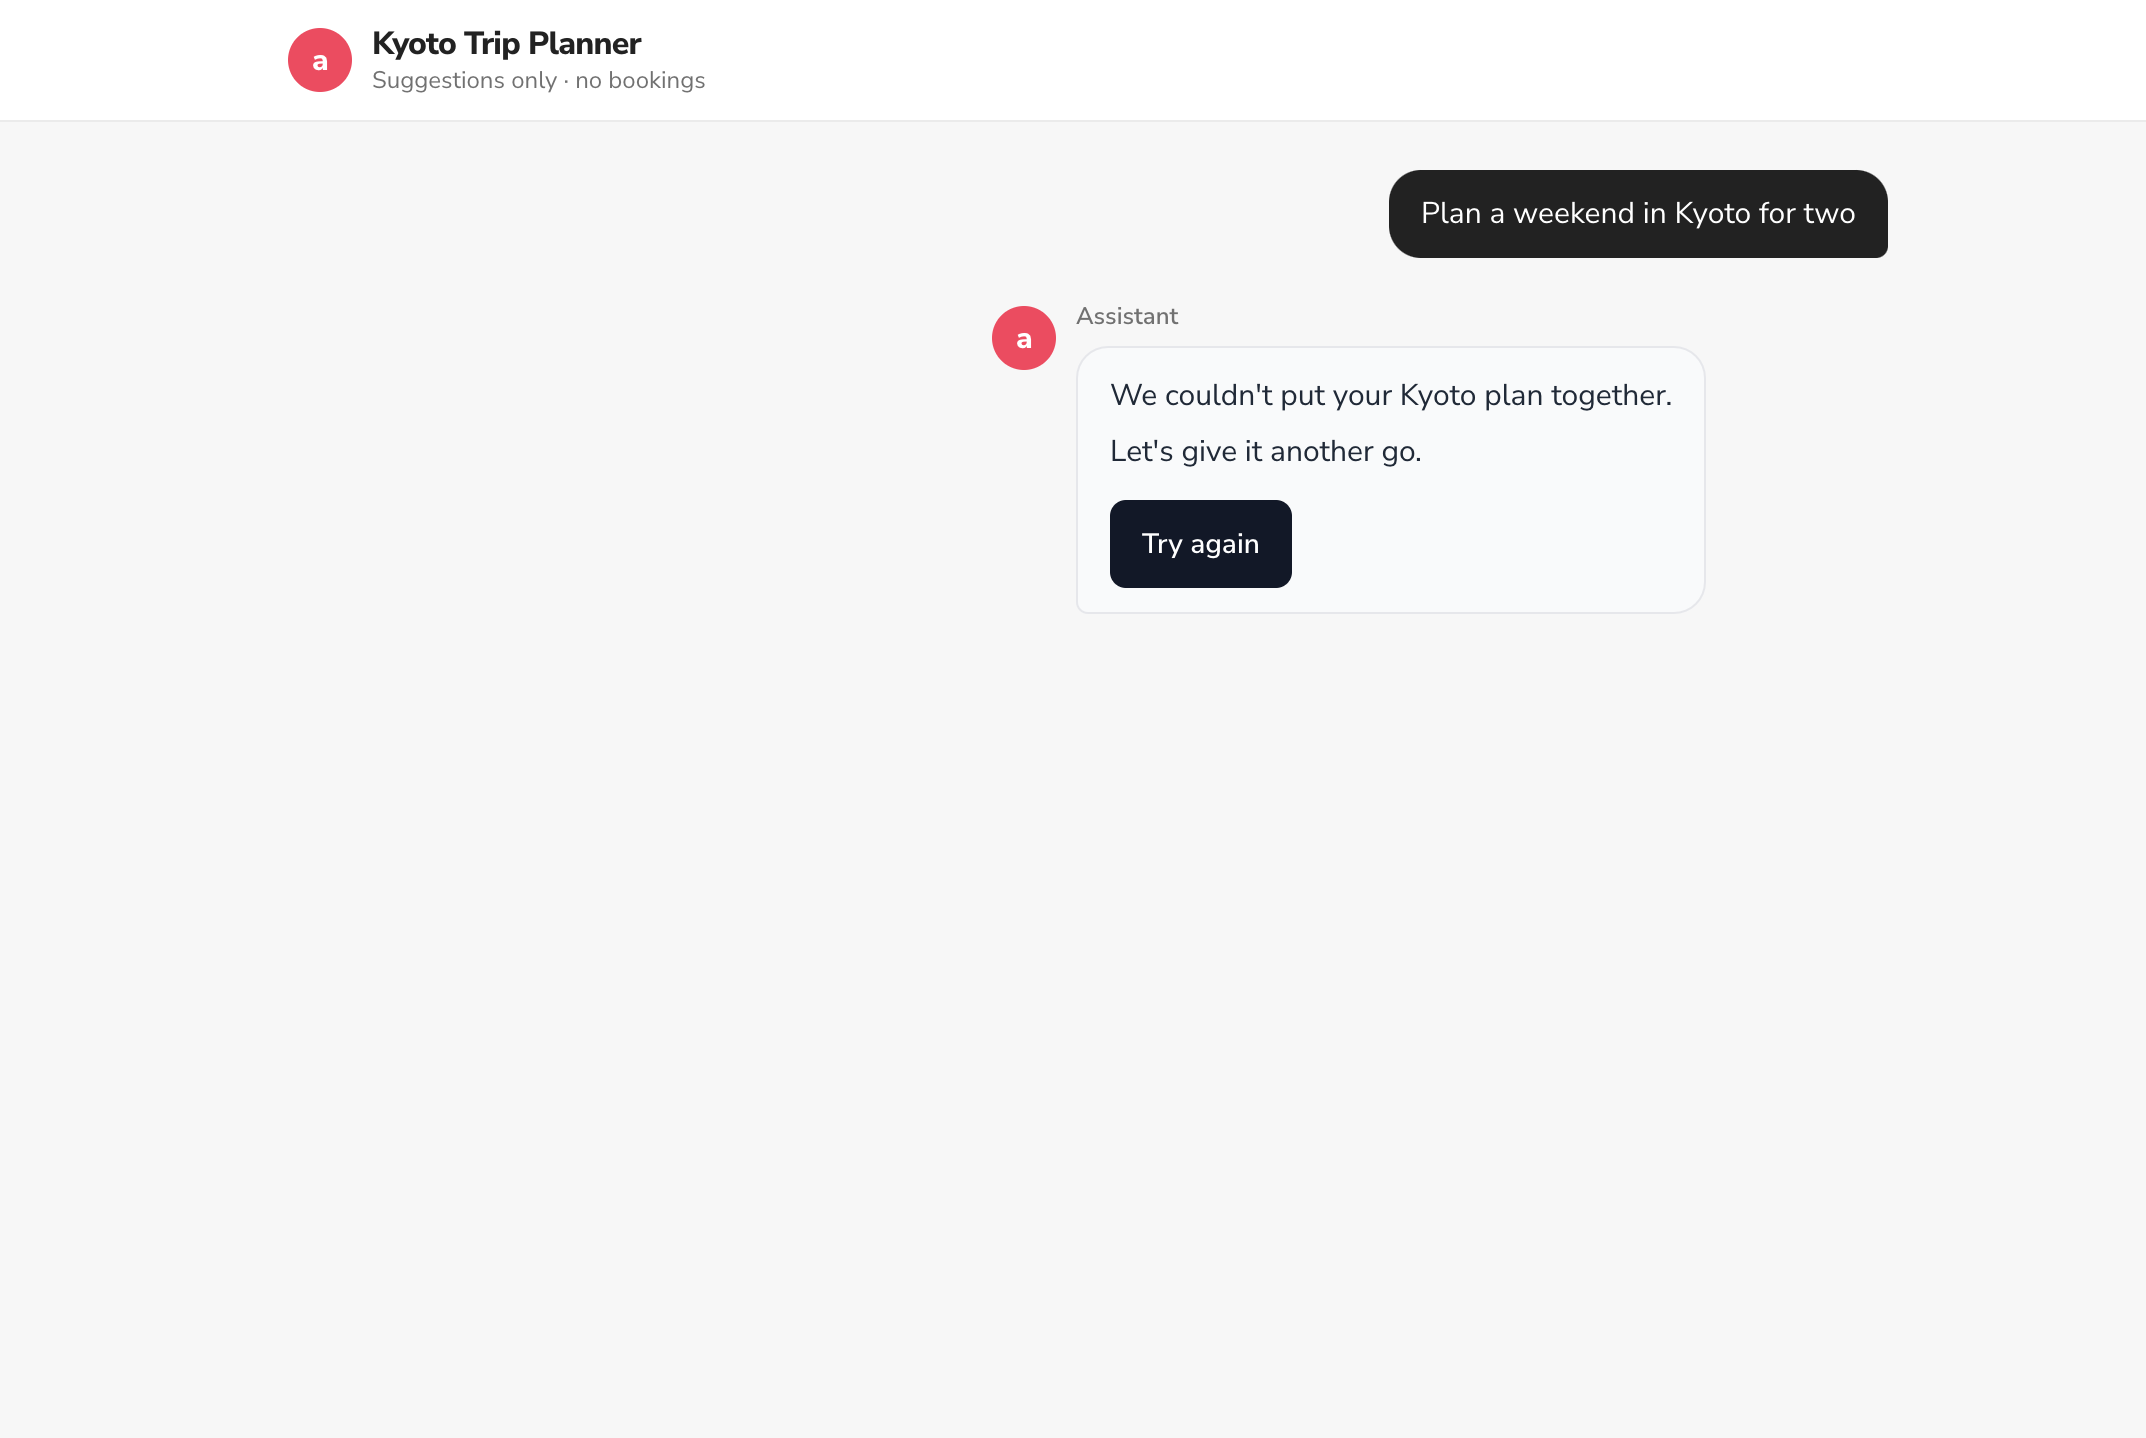 a
Kyoto Trip Planner
Suggestions only · no bookings
Plan a weekend in Kyoto for two
a
Assistant
We couldn't put your Kyoto plan together.
Let's give it another go.
Try again